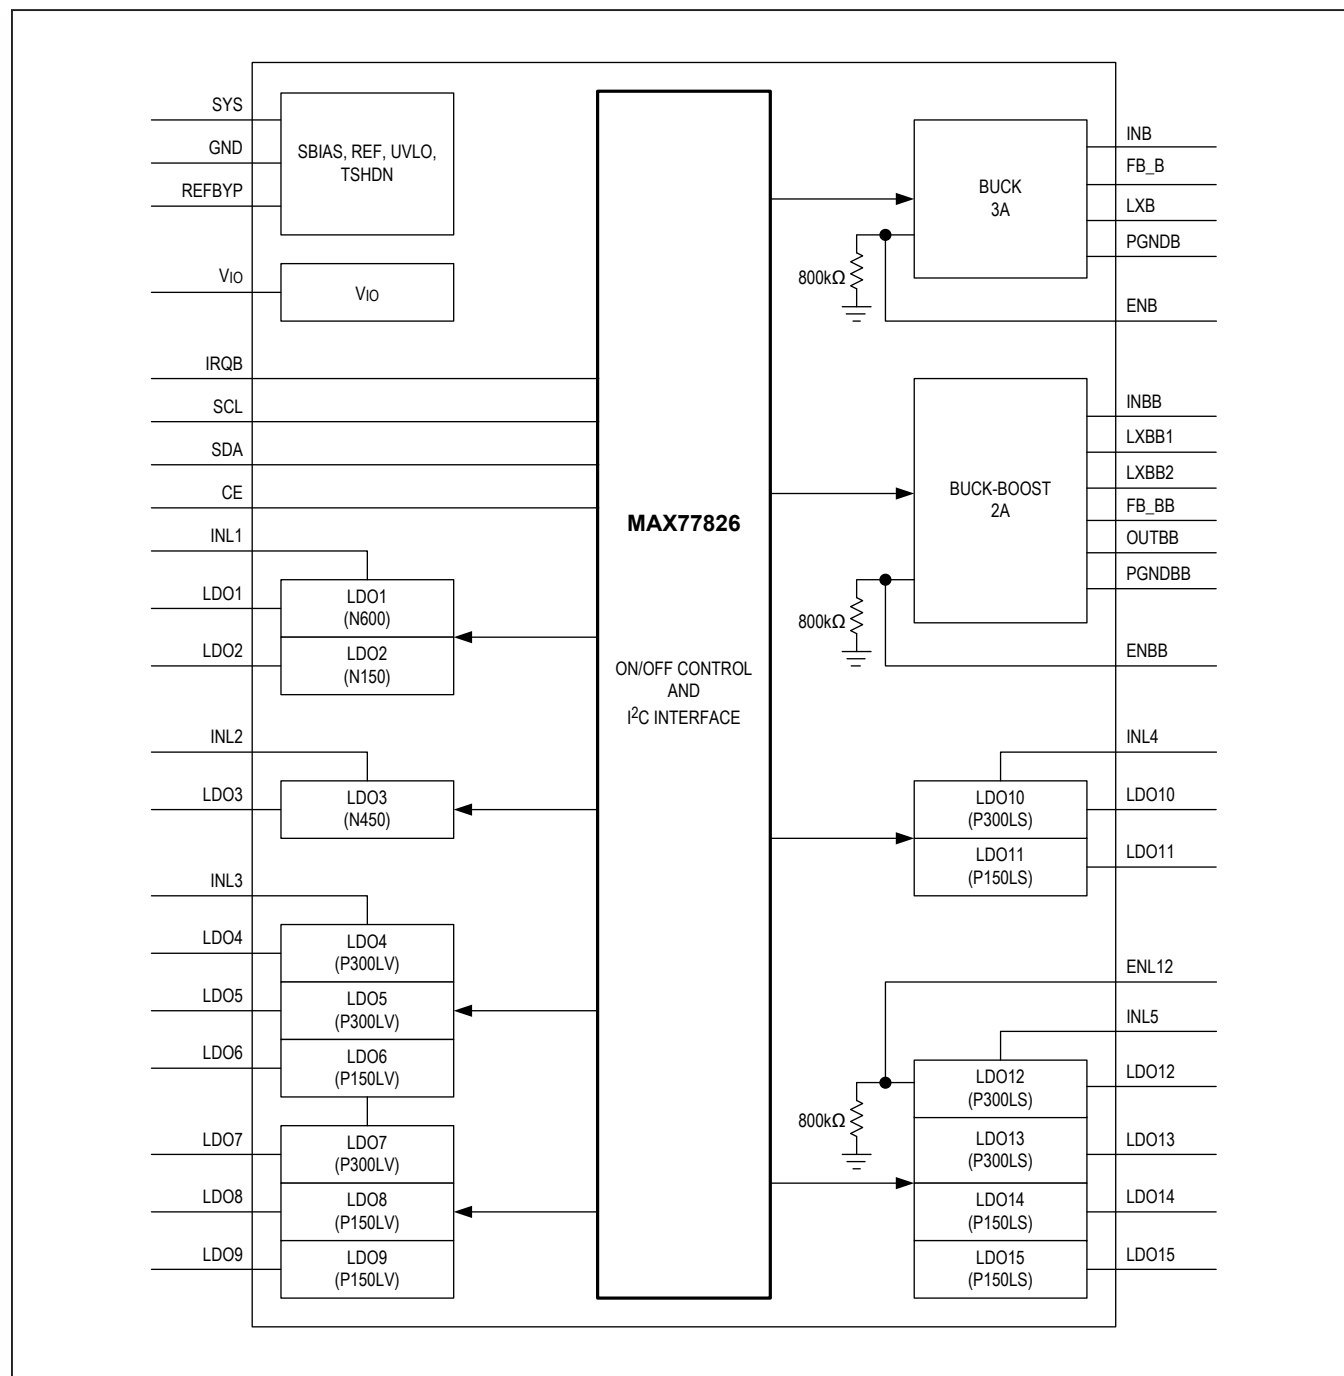 SYS
GND
REFBYP
SBIAS, REF, UVLO,
TSHDN
VIO
VIO
IRQB
SCL
SDA
CE
INL1
LDO1
LDO1
(N600)
LDO2
LDO2
(N150)
INL2
LDO3
LDO3
(N450)
INL3
LDO4
LDO4
(P300LV)
LDO5
LDO5
(P300LV)
LDO6
LDO6
(P150LV)
LDO7
LDO7
(P300LV)
LDO8
LDO8
(P150LV)
LDO9
LDO9
(P150LV)
MAX77826
ON/OFF CONTROL
AND
I2C INTERFACE
BUCK
3A
800kΩ
INB
FB_B
LXB
PGNDB
ENB
BUCK-BOOST
2A
800kΩ
INBB
LXBB1
LXBB2
FB_BB
OUTBB
PGNDBB
ENBB
INL4
LDO10
(P300LS)
LDO10
LDO11
(P150LS)
LDO11
ENL12
INL5
800kΩ
LDO12
(P300LS)
LDO12
LDO13
(P300LS)
LDO13
LDO14
(P150LS)
LDO14
LDO15
(P150LS)
LDO15